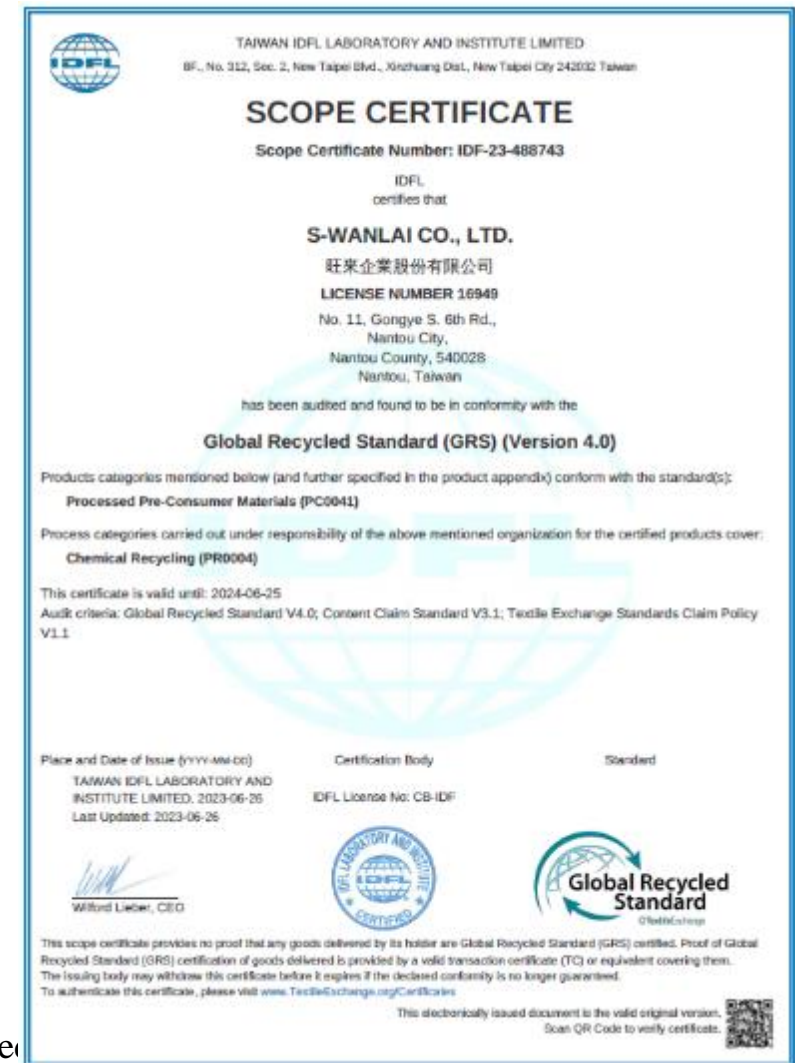 IDFL
TAIWAN IDFL LABORATORY AND INSTITUTE LIMITED
8F., No. 312, Sec. 2, New Taipei Blvd., Xinzhuang Dist., New Taipei City 242032 Taiwan
SCOPE CERTIFICATE
Scope Certificate Number: IDF-23-488743
IDFL
certifies that
S-WANLAI CO., LTD.
旺來企業股份有限公司
LICENSE NUMBER 16949
No. 11, Gongye S. 6th Rd.,
Nantou City,
Nantou County, 540028
Nantou, Taiwan
has been audited and found to be in conformity with the
Global Recycled Standard (GRS) (Version 4.0)
Products categories mentioned below (and further specified in the product appendix) conform with the standard(s):
Processed Pre-Consumer Materials (PC0041)
Process categories carried out under responsibility of the above mentioned organization for the certified products cover:
Chemical Recycling (PR0004)
This certificate is valid until: 2024-06-25
Audit criteria: Global Recycled Standard V4.0; Content Claim Standard V3.1; Textile Exchange Standards Claim Policy
V1.1
IDFL
Place and Date of Issue (YYYY-MM-DD)
TAIWAN IDFL LABORATORY AND
INSTITUTE LIMITED, 2023-06-26
Last Updated: 2023-06-26
Certification Body
IDFL License No: CB-IDF
Standard
Wilford Lieber, CEO
IDFL LABORATORY AND INSTITUTE
IDFL
CERTIFIED
Global Recycled
Standard
©TextileExchange
This scope certificate provides no proof that any goods delivered by its holder are Global Recycled Standard (GRS) certified. Proof of Global
Recycled Standard (GRS) certification of goods delivered is provided by a valid transaction certificate (TC) or equivalent covering them.
The issuing body may withdraw this certificate before it expires if the declared conformity is no longer guaranteed.
To authenticate this certificate, please visit www.TextileExchange.org/Certificates
This electronically issued document is the valid original version.
Scan QR Code to verify certificate.